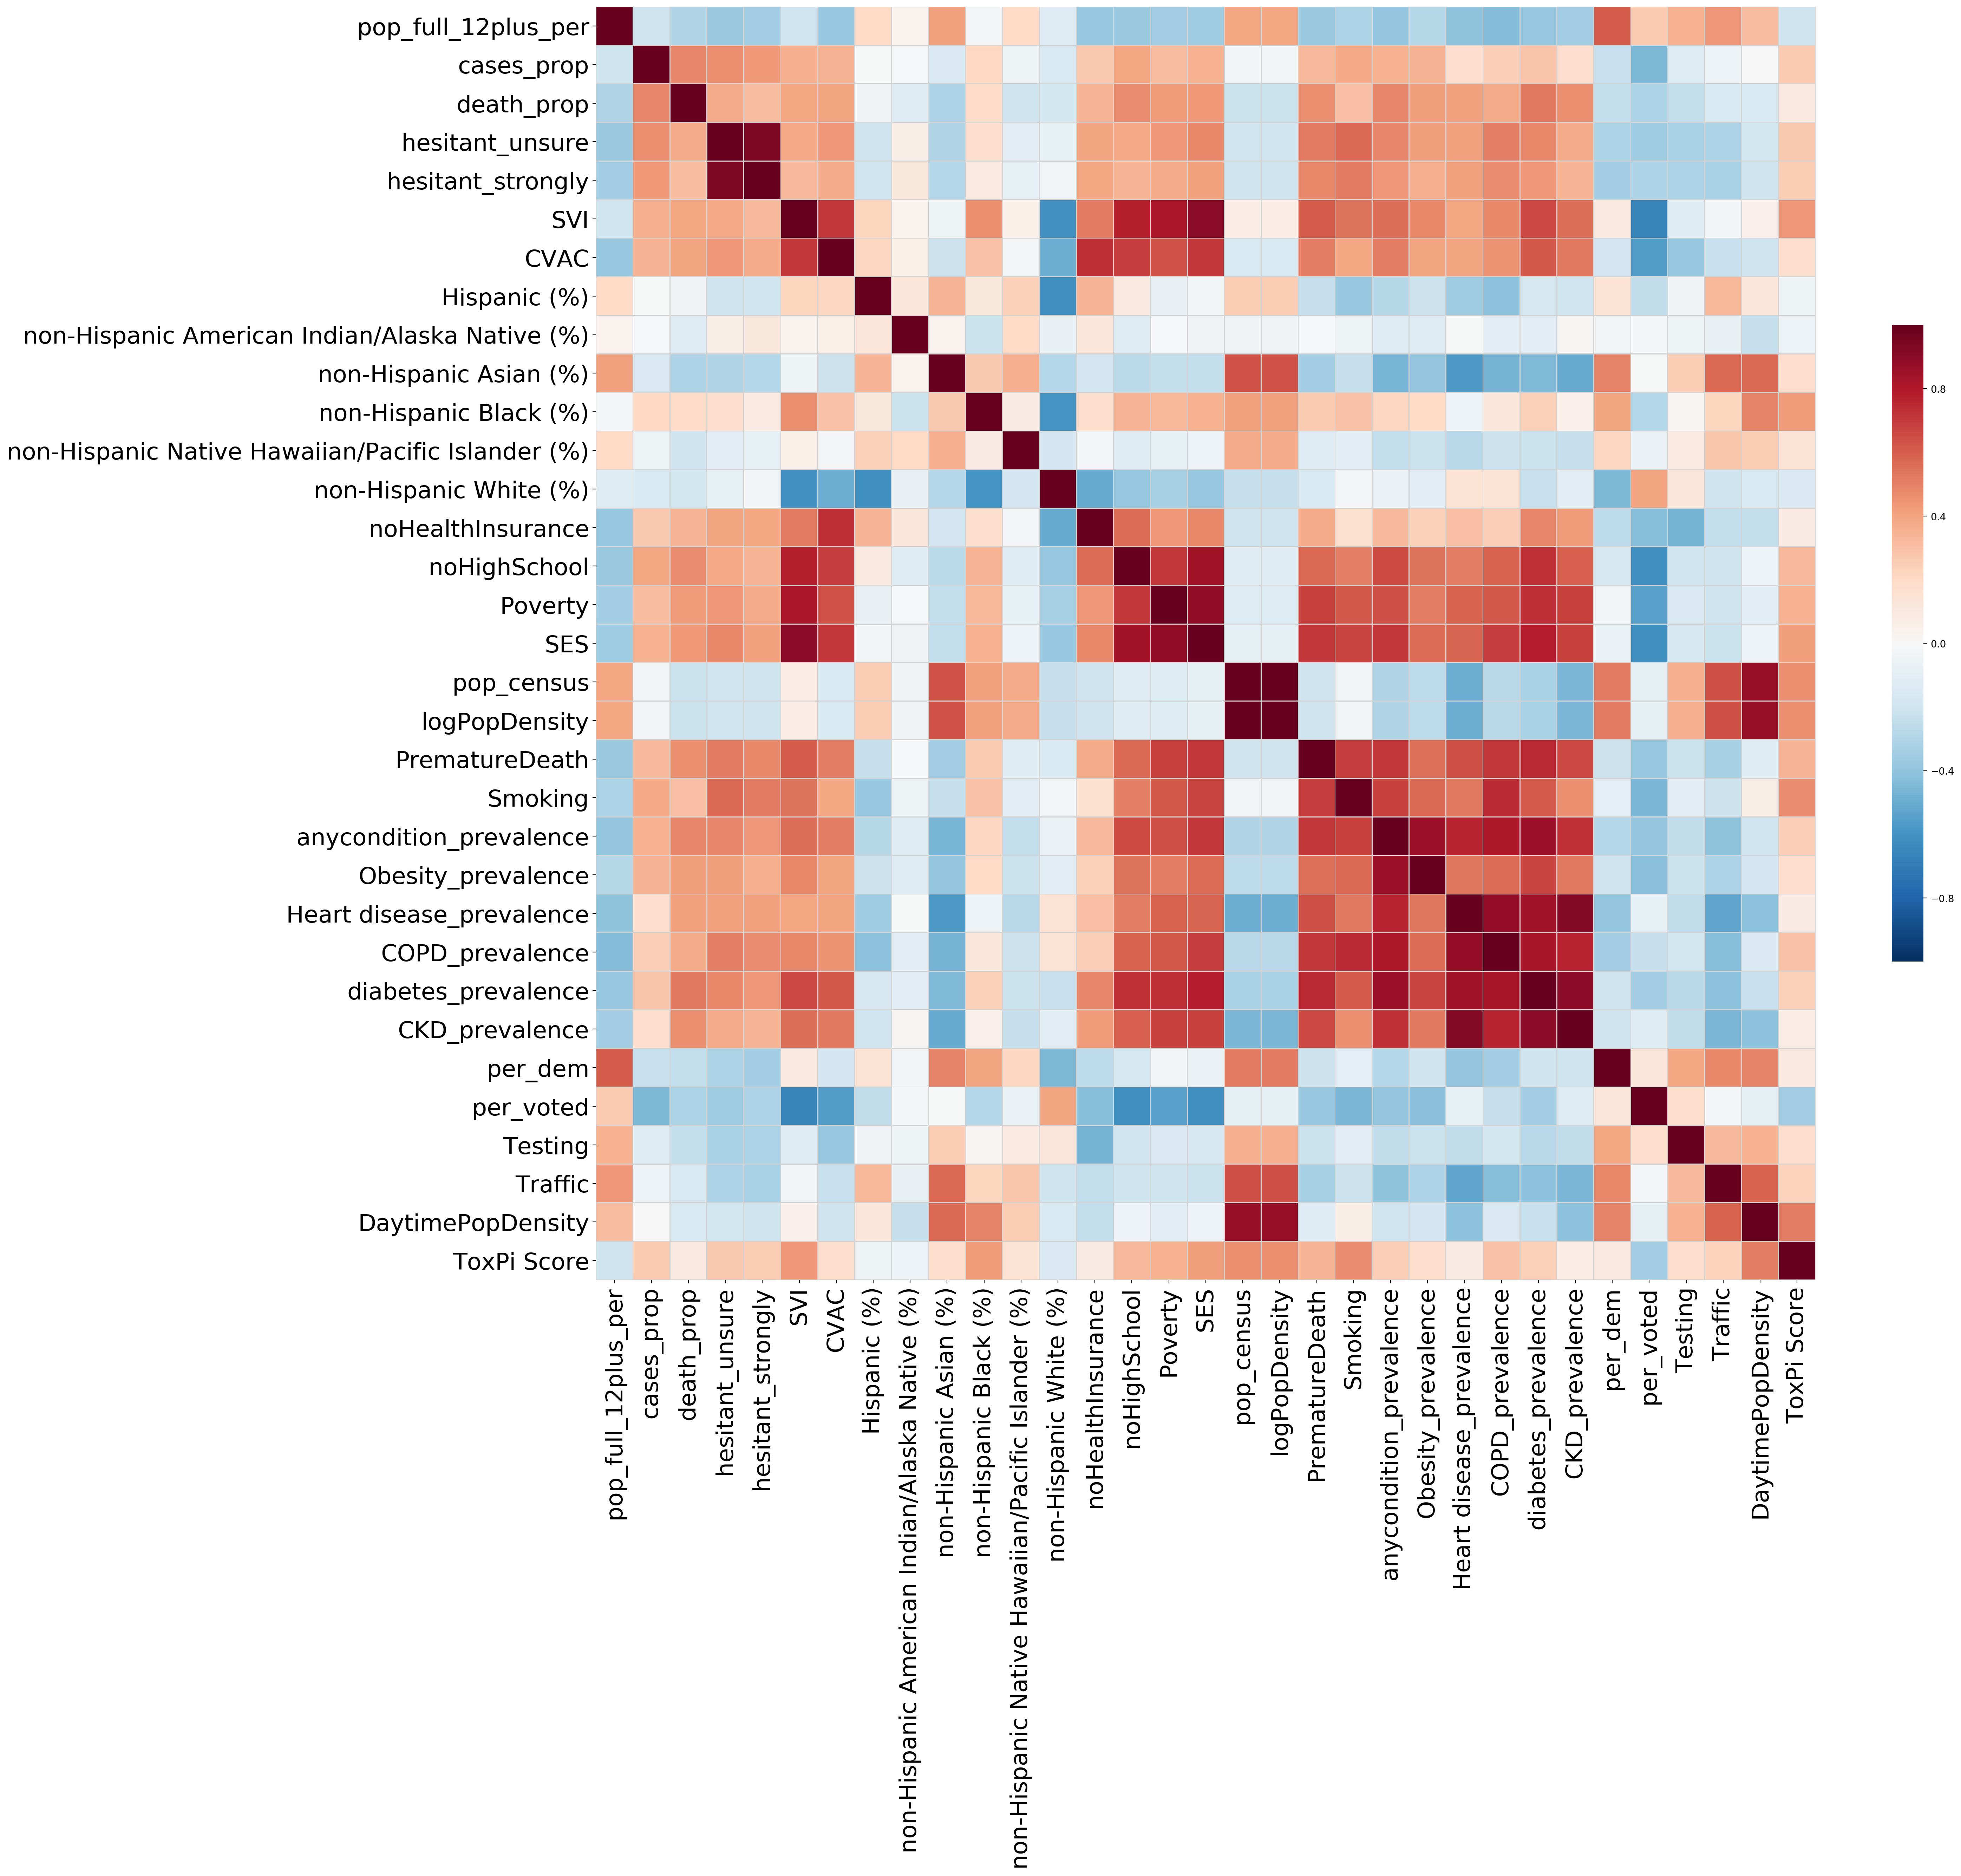 pop_full_12plus_per
cases_prop
death_prop
hesitant_unsure
hesitant_strongly
SVI
CVAC
Hispanic (%)
non-Hispanic American Indian/Alaska Native (%)
non-Hispanic Asian (%)
non-Hispanic Black (%)
non-Hispanic Native Hawaiian/Pacific Islander (%)
non-Hispanic White (%)
noHealthInsurance
noHighSchool
Poverty
SES
pop_census
logPopDensity
PrematureDeath
Smoking
anycondition_prevalence
Obesity_prevalence
Heart disease_prevalence
COPD_prevalence
diabetes_prevalence
CKD_prevalence
per_dem
per_voted
Testing
Traffic
DaytimePopDensity
ToxPi Score
pop_full_12plus_per
cases_prop
death_prop
hesitant_unsure
hesitant_strongly
SVI
CVAC
Hispanic (%)
non-Hispanic American Indian/Alaska Native (%)
non-Hispanic Asian (%)
non-Hispanic Black (%)
non-Hispanic Native Hawaiian/Pacific Islander (%)
non-Hispanic White (%)
noHealthInsurance
noHighSchool
Poverty
SES
pop_census
logPopDensity
PrematureDeath
Smoking
anycondition_prevalence
Obesity_prevalence
Heart disease_prevalence
COPD_prevalence
diabetes_prevalence
CKD_prevalence
per_dem
per_voted
Testing
Traffic
DaytimePopDensity
ToxPi Score
0.8
0.4
0.0
−0.4
−0.8